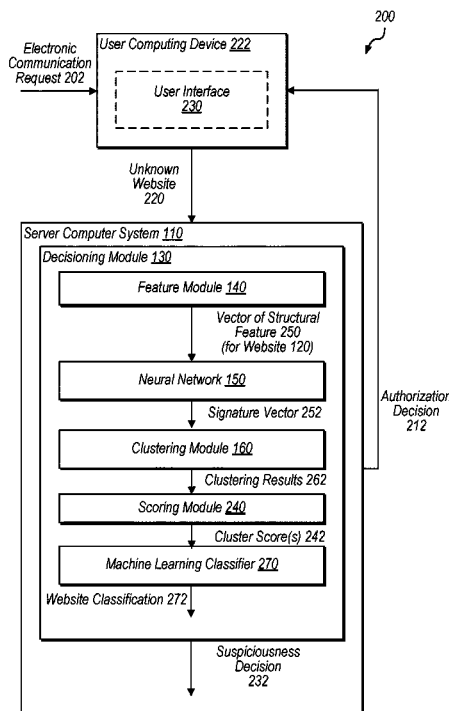 200
Electronic
Communication
Request 202
User Computing Device 222
User Interface
230
Unknown
Website
220
Server Computer System 110
Decisioning Module 130
Feature Module 140
Vector of Structural
Feature 250
(for Website 120)
Neural Network 150
Signature Vector 252
Authorization
Decision
212
Clustering Module 160
Clustering Results 262
Scoring Module 240
Cluster Score(s) 242
Machine Learning Classifier 270
Website Classification 272
Suspiciousness
Decision
232